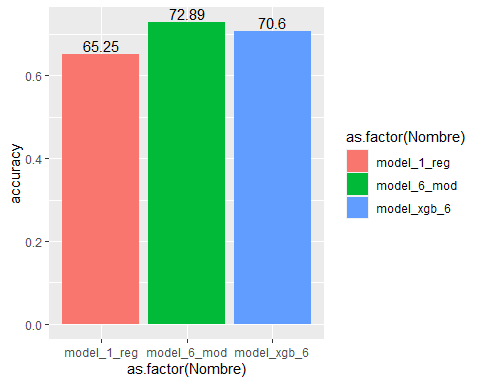 72.89
70.6
65.25
0.6
0.4
0.2
0.0
accuracy
model_1_reg model_6_mod model_xgb_6
as.factor(Nombre)
as.factor(Nombre)
model_1_reg
model_6_mod
model_xgb_6